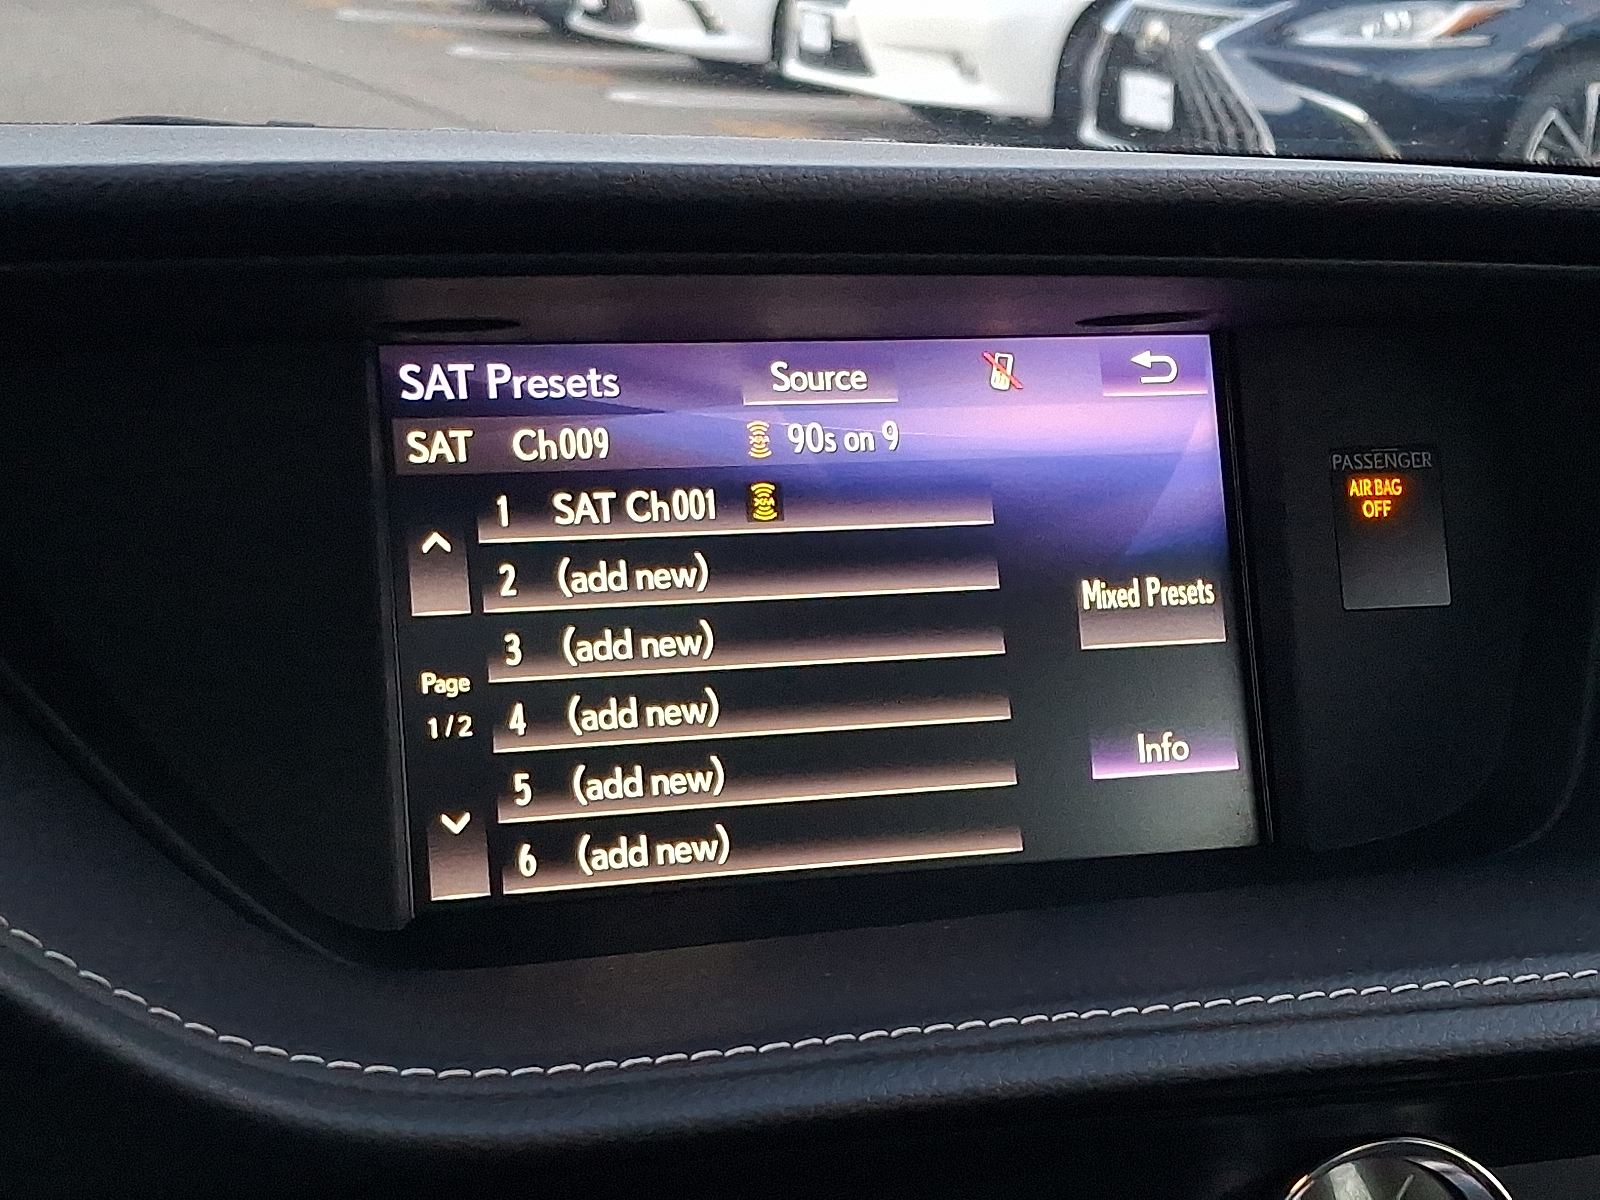 SAT Presets Source
SAT Ch009 90s on 9
1 SAT Ch001
2 (add new)
3 (add new)
4 (add new)
5 (add new)
6 (add new)
Page
1/2
Mixed Presets
Info
PASSENGER
AIR BAG
OFF